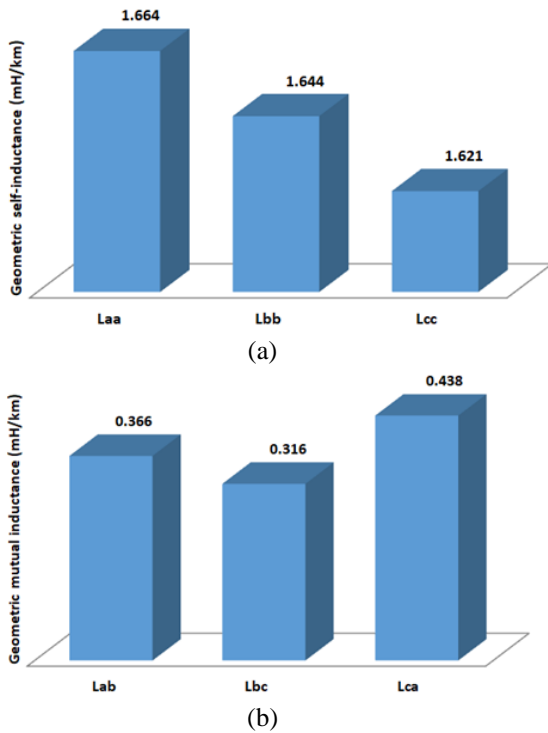 Geometric self-inductance (mH/km)
1.664
1.644
1.621
Laa
Lbb
Lcc
(a)
Geometric mutual inductance (mH/km)
0.366
0.316
0.438
Lab
Lbc
Lca
(b)